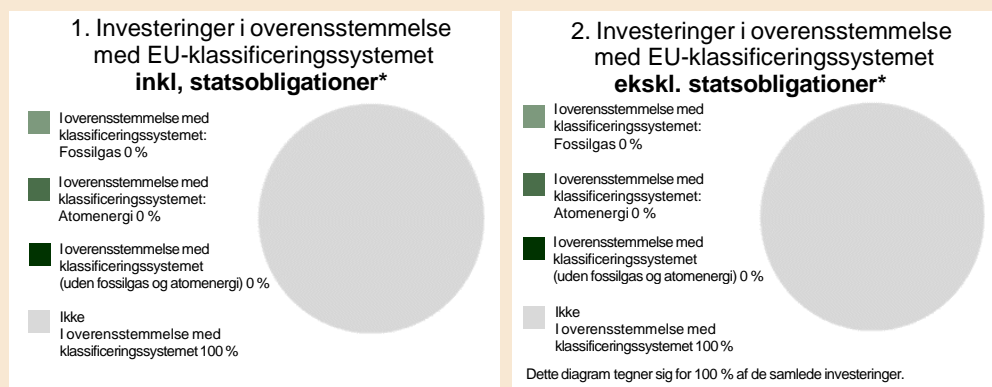 1. Investeringer i overensstemmelse
med EU-klassificeringssystemet
inkl, statsobligationer*
I overensstemmelse med
klassificeringssystemet:
Fossilgas 0 %
I overensstemmelse med
klassificeringssystemet:
Atomenergi 0 %
I overensstemmelse med
klassificeringssystemet
(uden fossilgas og atomenergi) 0 %
Ikke
I overensstemmelse med
klassificeringssystemet 100 %
2. Investeringer i overensstemmelse
med EU-klassificeringssystemet
ekskl. statsobligationer*
I overensstemmelse med
klassificeringssystemet:
Fossilgas 0 %
I overensstemmelse med
klassificeringssystemet:
Atomenergi 0 %
I overensstemmelse med
klassificeringssystemet
(uden fossilgas og atomenergi) 0 %
Ikke
I overensstemmelse med
klassificeringssystemet 100 %
Dette diagram tegner sig for 100 % af de samlede investeringer.